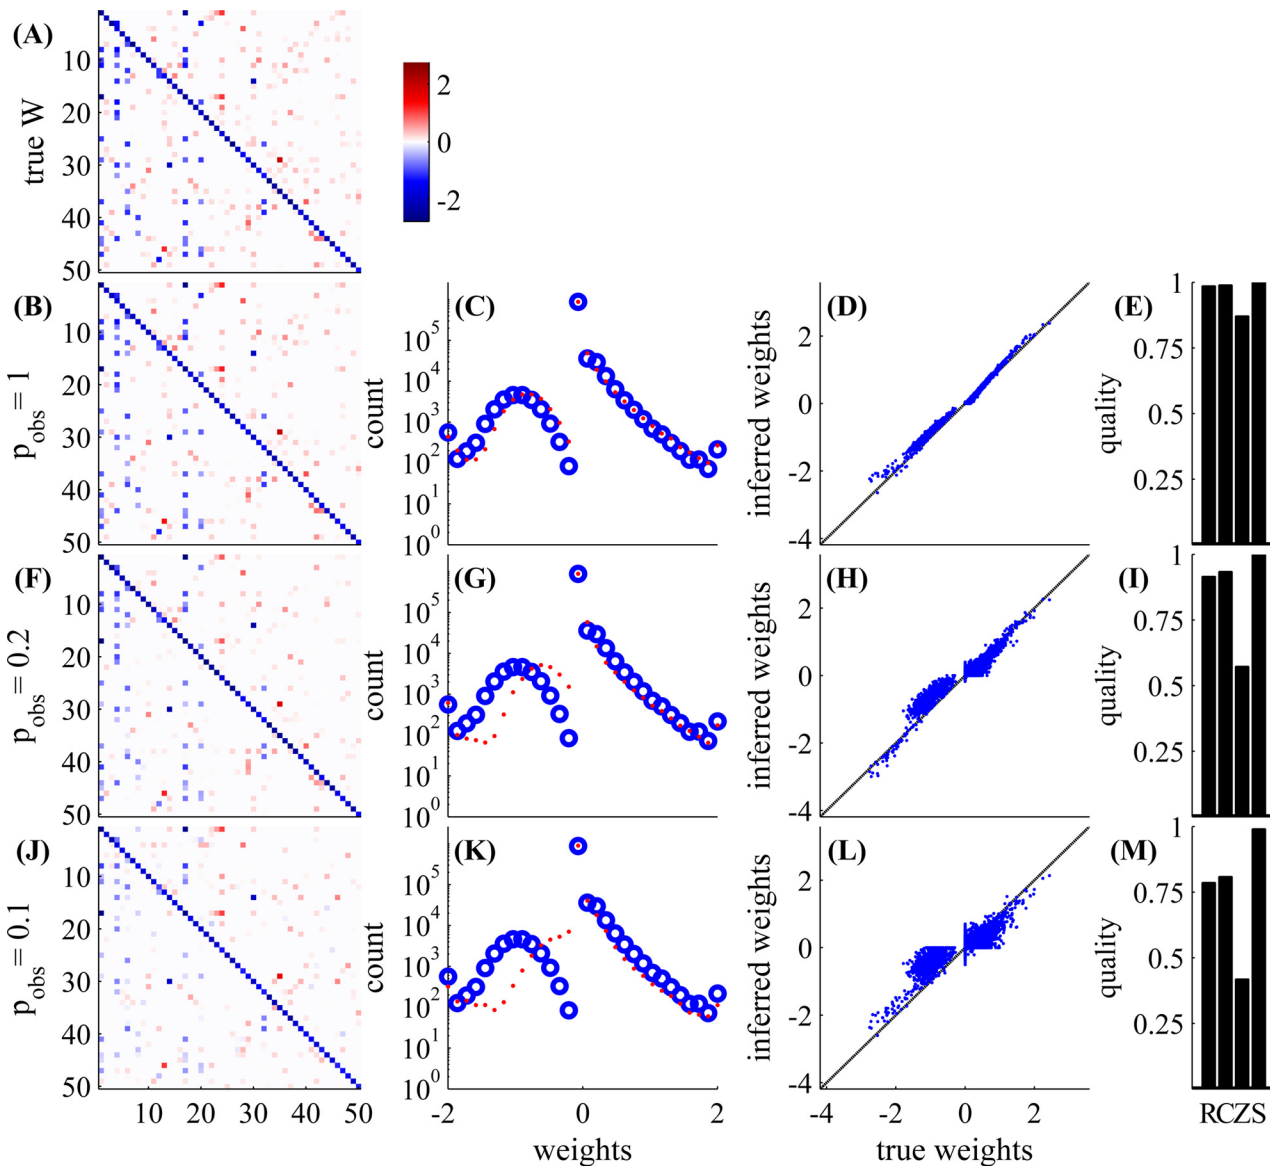 (A)
true W
10
20
30
40
50
2
0
-2
(B)
p_obs = 1
10
20
30
40
50
(C)
count
10^5
10^4
10^3
10^2
10^1
10^0
(D)
inferred weights
2
0
-2
-4
(E)
quality
1
0.75
0.5
0.25
(F)
p_obs = 0.2
10
20
30
40
50
(G)
count
10^5
10^4
10^3
10^2
10^1
10^0
(H)
inferred weights
2
0
-2
-4
(I)
quality
1
0.75
0.5
0.25
(J)
p_obs = 0.1
10
20
30
40
50
10 20 30 40 50
(K)
count
10^5
10^4
10^3
10^2
10^1
10^0
-2 0 2
weights
(L)
inferred weights
2
0
-2
-4
-4 -2 0 2
true weights
(M)
quality
1
0.75
0.5
0.25
RCZS